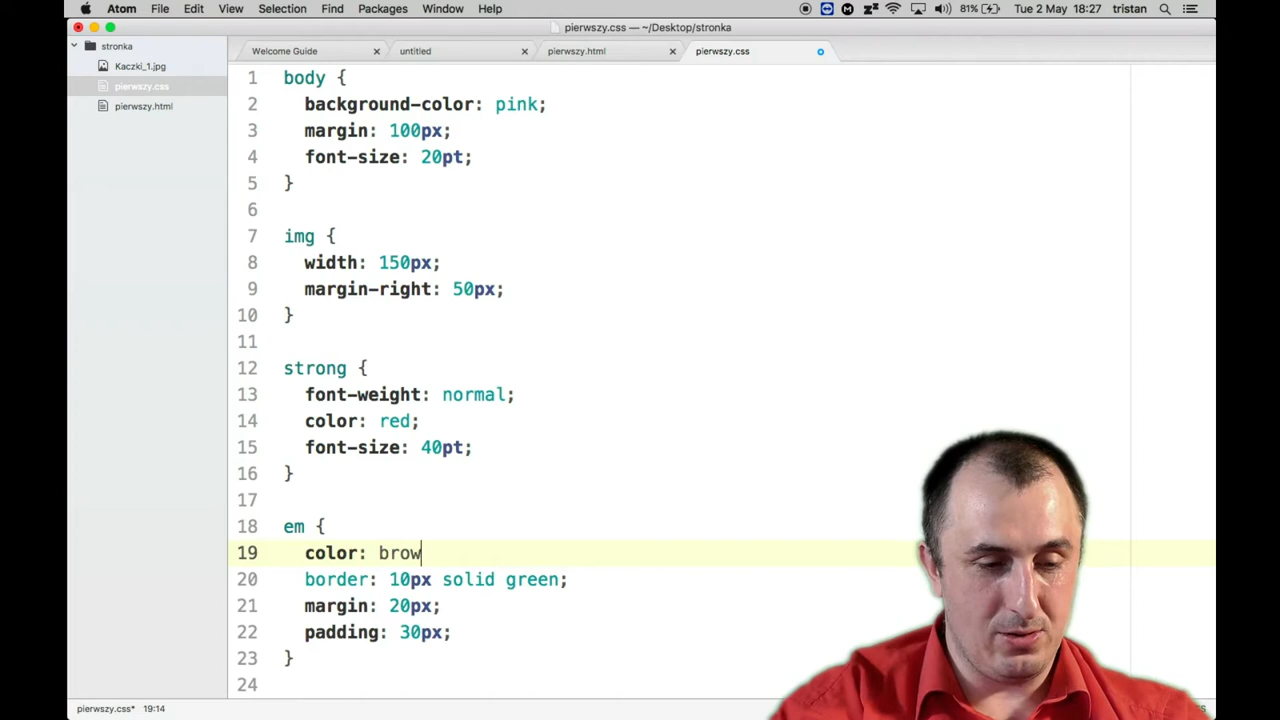 Atom File Edit View Selection Find Packages Window Help 81% Tue 2 May 18:27 tristan
pierwszy.css — ~/Desktop/stronka
stronka
Kaczki_1.jpg
pierwszy.css
pierwszy.html
Welcome Guide untitled pierwszy.html pierwszy.css
1 body {
2 background-color: pink;
3 margin: 100px;
4 font-size: 20pt;
5 }
6
7 img {
8 width: 150px;
9 margin-right: 50px;
10 }
11
12 strong {
13 font-weight: normal;
14 color: red;
15 font-size: 40pt;
16 }
17
18 em {
19 color: brow
20 border: 10px solid green;
21 margin: 20px;
22 padding: 30px;
23 }
24
pierwszy.css* 19:14